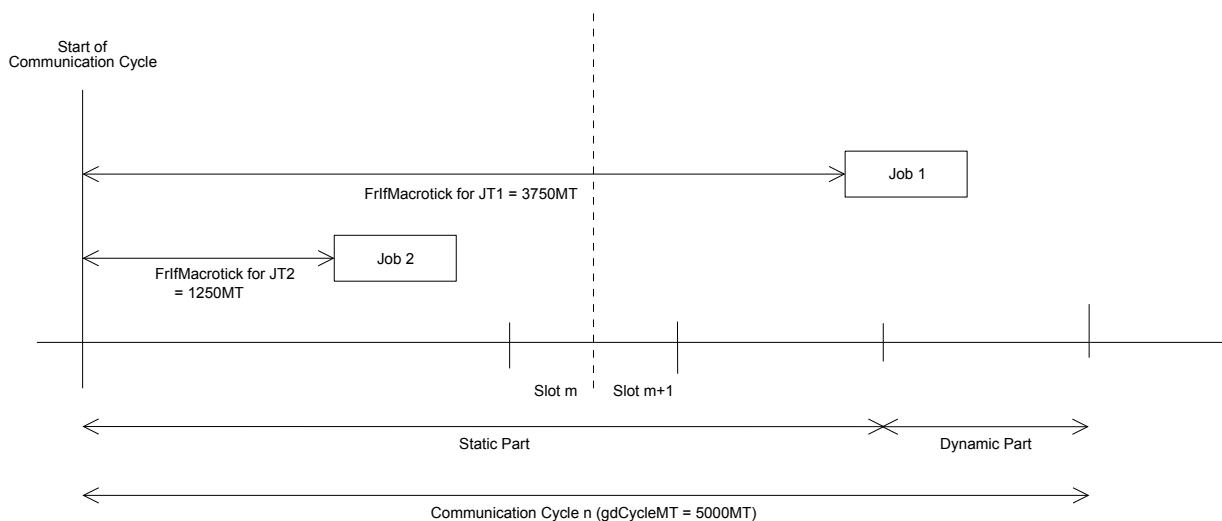 Start of
Communication Cycle
Job 1
FrIfMacrotick for JT1 = 3750MT
Job 2
FrIfMacrotick for JT2
= 1250MT
Slot m
Slot m+1
Static Part
Dynamic Part
Communication Cycle n (gdCycleMT = 5000MT)